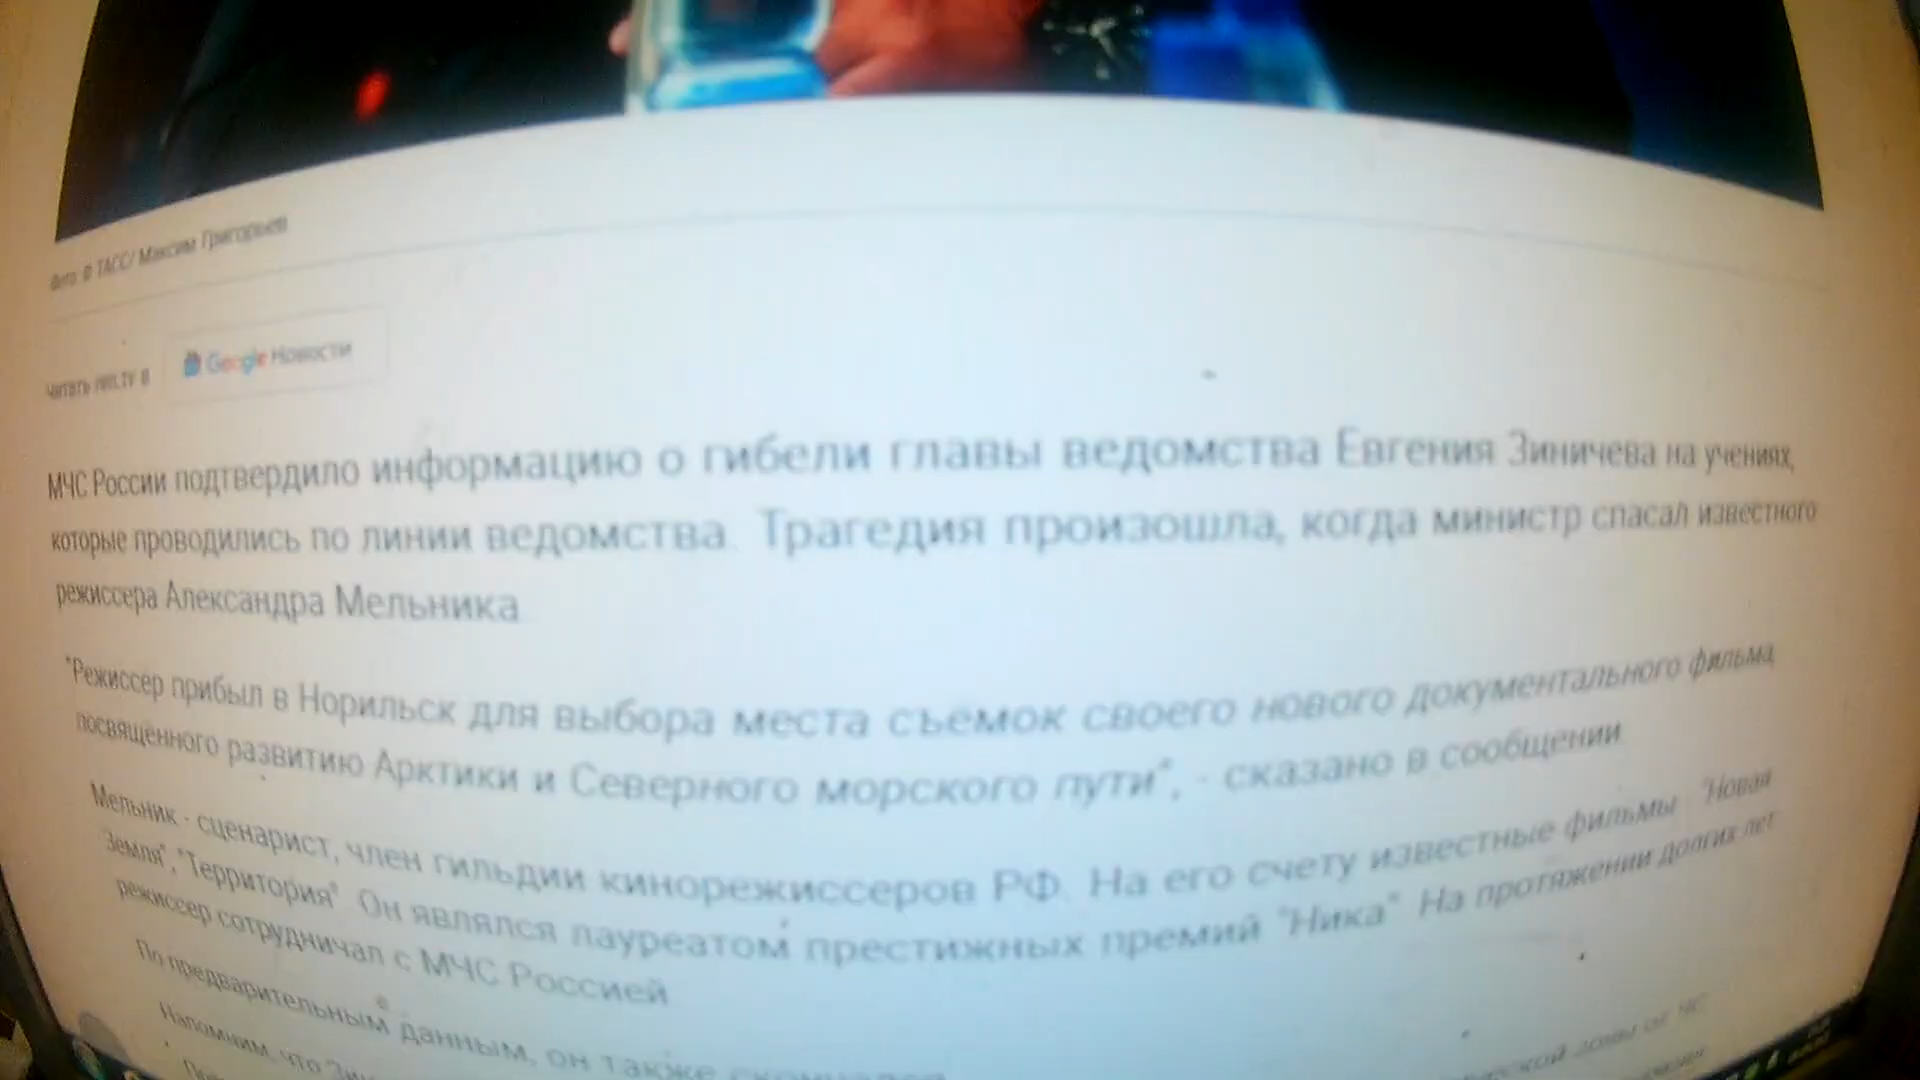 Фото: © ТАСС/ Максим Григорьев
Читать ren.tv в Google Новости
МЧС России подтвердило информацию о гибели главы ведомства Евгения Зиничева на учениях,
которые проводились по линии ведомства. Трагедия произошла, когда министр спасал известного
режиссера Александра Мельника
"Режиссер прибыл в Норильск для выбора места съёмок своего нового документального фильма,
посвящённого развитию Арктики и Северного морского пути", - сказано в сообщении.
Мельник - сценарист, член гильдии кинорежиссеров РФ. На его счету известные фильмы "Новая
Земля", "Территория". Он являлся лауреатом престижных премий "Ника". На протяжении долгих лет
режиссер сотрудничал с МЧС Россией
По предварительным данным, он также скончался
Напомним, что